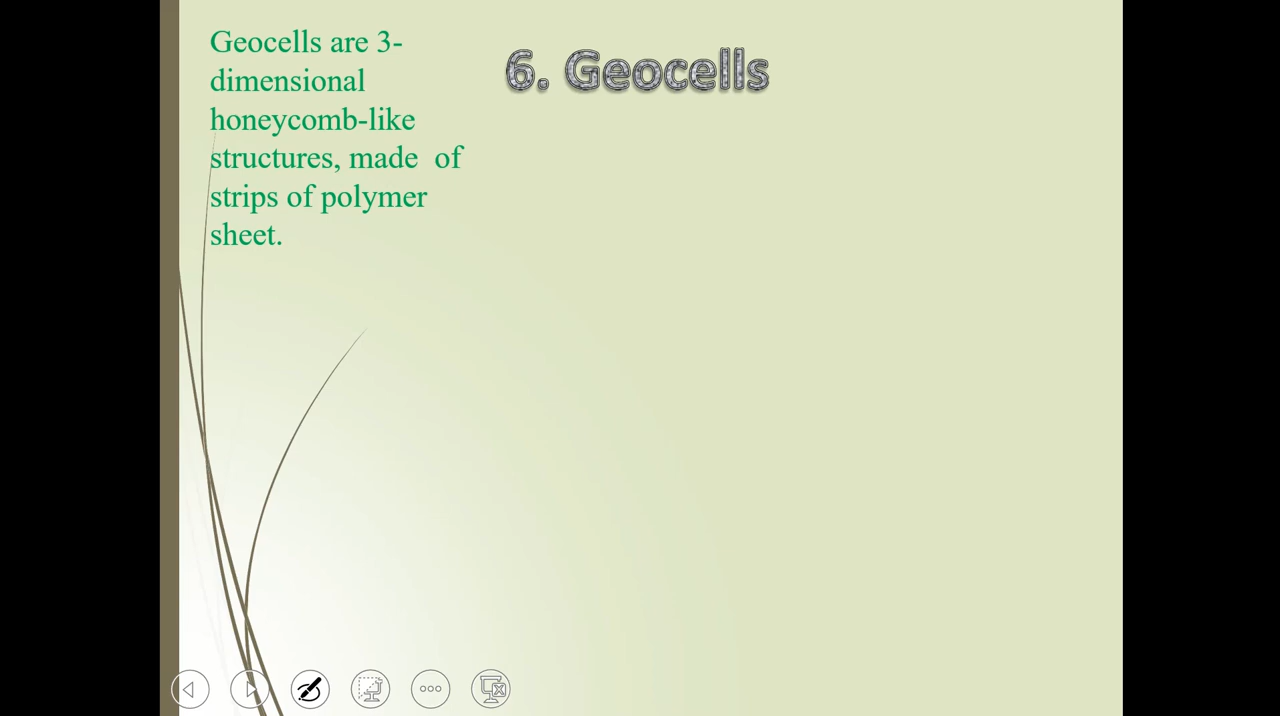 6. Geocells
Geocells are 3-
dimensional
honeycomb-like
structures, made  of
strips of polymer
sheet.